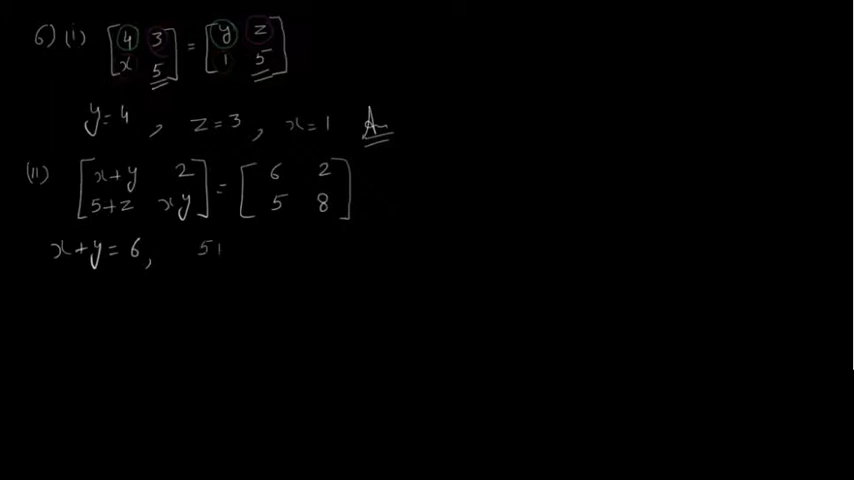 6) (i) [4 3 x 5] = [y z 1 5]
y = 4 , z = 3 , x = 1 Ans
(ii) [x+y 2 5+z xy] = [6 2 5 8]
x + y = 6, 5+